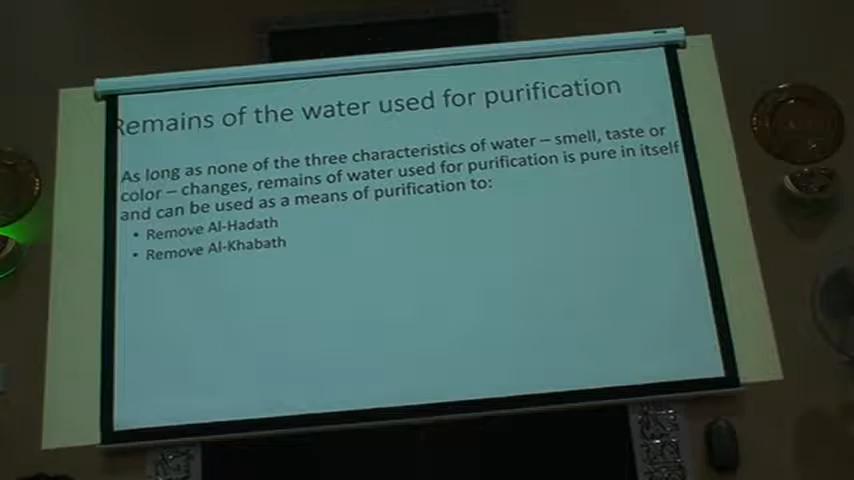 Remains of the water used for purification
As long as none of the three characteristics of water – smell, taste or
color – changes, remains of water used for purification is pure in itself
and can be used as a means of purification to:
• Remove Al-Hadath
• Remove Al-Khabath